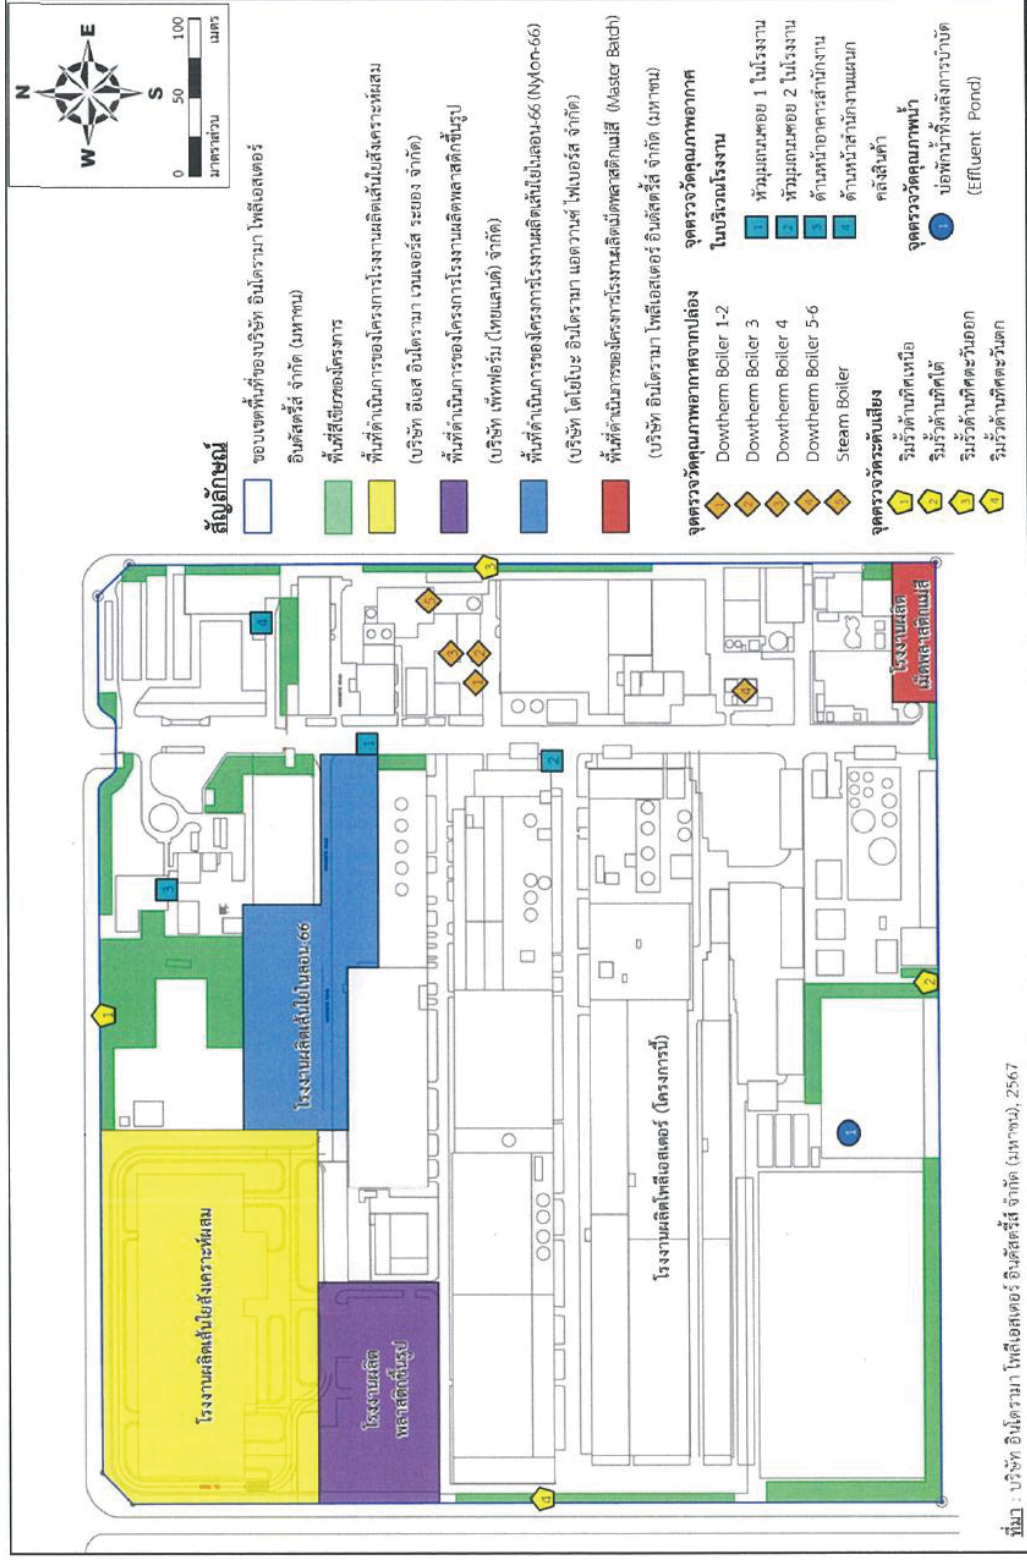 N
W E
S
0 50 100
มาตราส่วน เมตร
สัญลักษณ์
ขอบเขตพื้นที่ของบริษัท อินโดรามา โพลีเอสเตอร์
อินดัสตรี้ส์ จำกัด (มหาชน)
พื้นที่สีเขียวของโครงการ
พื้นที่ดำเนินการของโครงการโรงงานผลิตเส้นใยสังเคราะห์ผสม
(บริษัท อีเอส อินโดรามา เวนเจอร์ส ระยอง จำกัด)
พื้นที่ดำเนินการของโครงการโรงงานผลิตพลาสติกขึ้นรูป
(บริษัท เพ็ทฟอร์ม (ไทยแลนด์) จำกัด)
พื้นที่ดำเนินการของโครงการโรงงานผลิตเส้นใยไนลอน-66 (Nylon-66)
(บริษัท โตโยโบะ อินโดรามา แอดวานซ์ ไฟเบอร์ส จำกัด)
พื้นที่ดำเนินการของโครงการโรงงานผลิตเม็ดพลาสติกแม่สี (Master Batch)
(บริษัท อินโดรามา โพลีเอสเตอร์ อินดัสตรี้ส์ จำกัด (มหาชน)
จุดตรวจวัดคุณภาพอากาศจากปล่อง
1 Dowtherm Boiler 1-2
2 Dowtherm Boiler 3
3 Dowtherm Boiler 4
4 Dowtherm Boiler 5-6
5 Steam Boiler
จุดตรวจวัดระดับเสียง
1 ริมรั้วด้านทิศเหนือ
2 ริมรั้วด้านทิศใต้
3 ริมรั้วด้านทิศตะวันออก
4 ริมรั้วด้านทิศตะวันตก
จุดตรวจวัดคุณภาพอากาศ
ในบริเวณโรงงาน
1 หัวมุมถนนซอย 1 ในโรงงาน
2 หัวมุมถนนซอย 2 ในโรงงาน
3 ด้านหน้าอาคารสำนักงาน
4 ด้านหน้าสำนักงานแผนก
คลังสินค้า
จุดตรวจวัดคุณภาพน้ำ
1 บ่อพักน้ำทิ้งหลังการบำบัด
(Effluent Pond)
โรงงานผลิตเส้นใยสังเคราะห์ผสม
โรงงานผลิต
พลาสติกขึ้นรูป
โรงงานผลิตเส้นใยไนลอน-66
โรงงานผลิตโพลีเอสเตอร์ (โครงการนี้)
โรงงานผลิต
เม็ดพลาสติกแม่สี
1
3
4
1
2
5
3
1
2
3
4
4
2
1
ที่มา : บริษัท อินโดรามา โพลีเอสเตอร์ อินดัสตรี้ส์ จำกัด (มหาชน), 2567